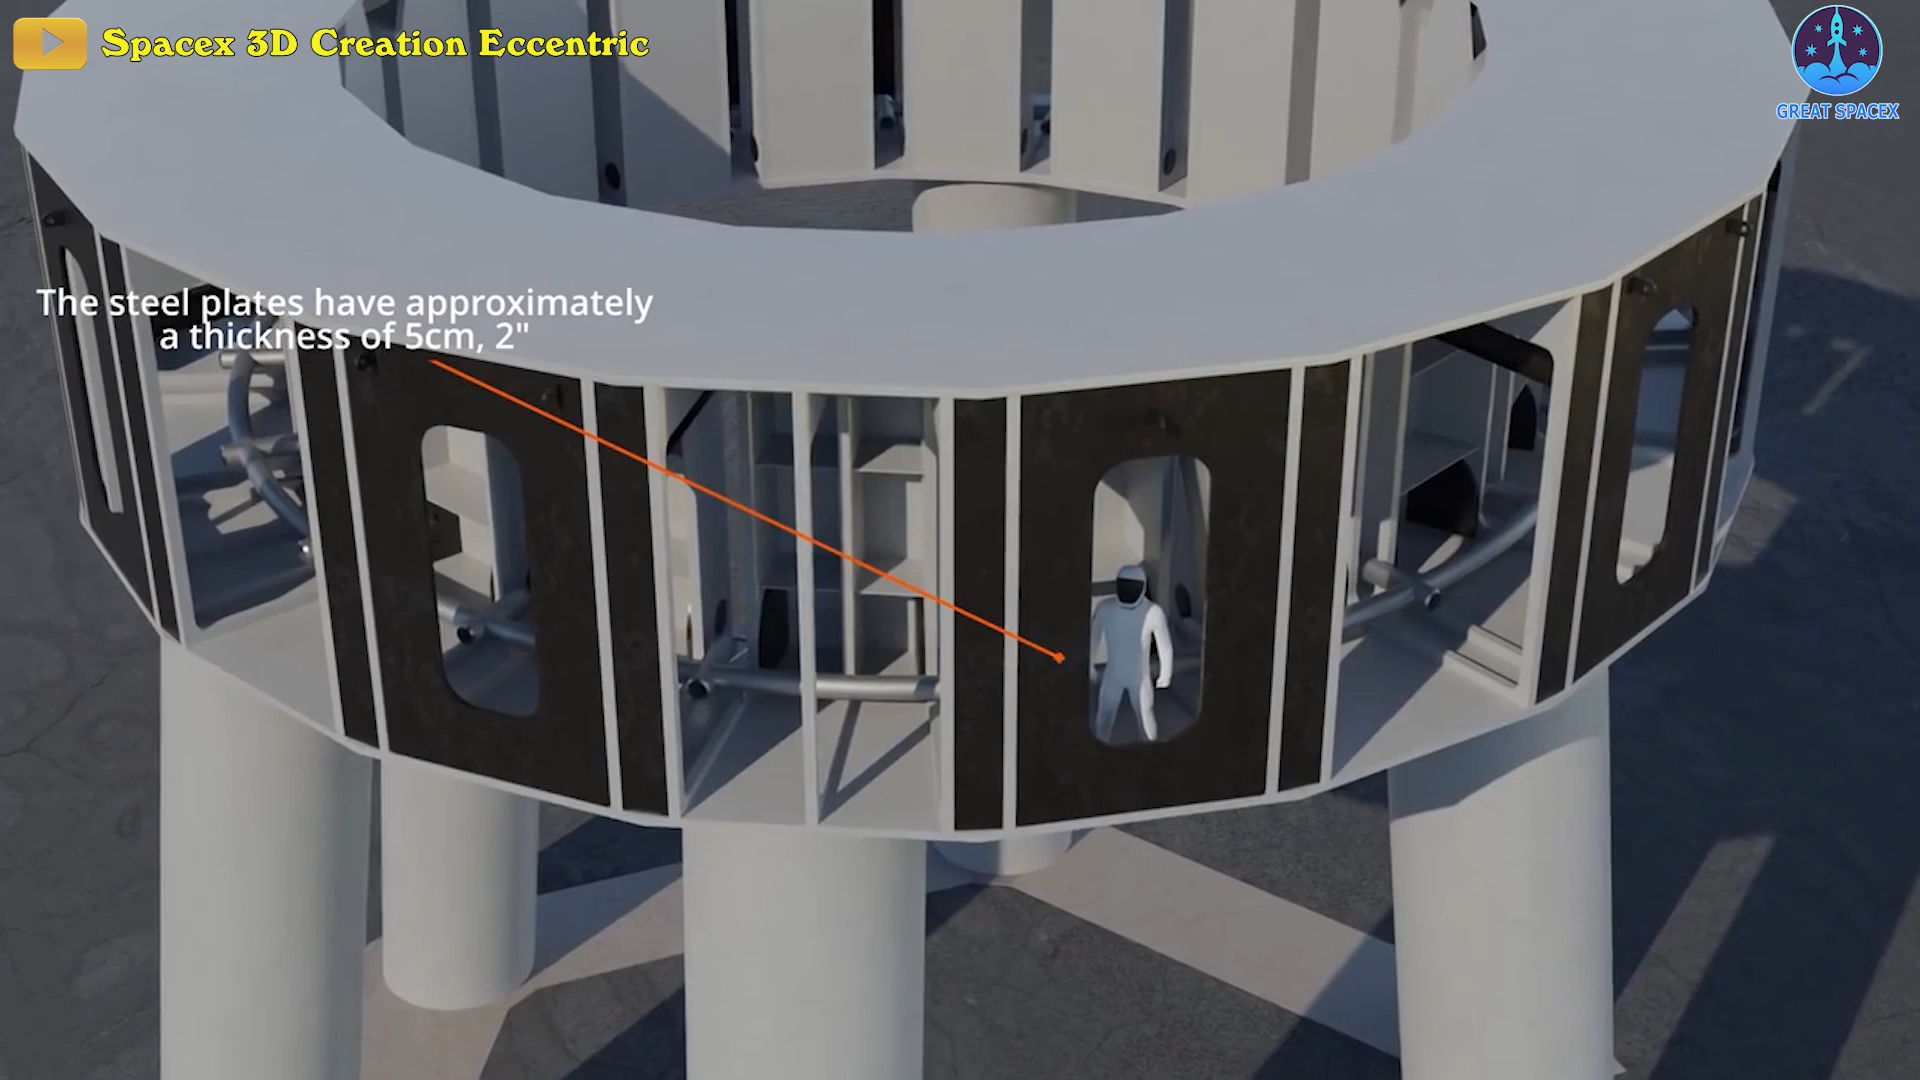 Spacex 3D Creation Eccentric
GREAT SPACEX
The steel plates have approximately
a thickness of 5cm, 2"